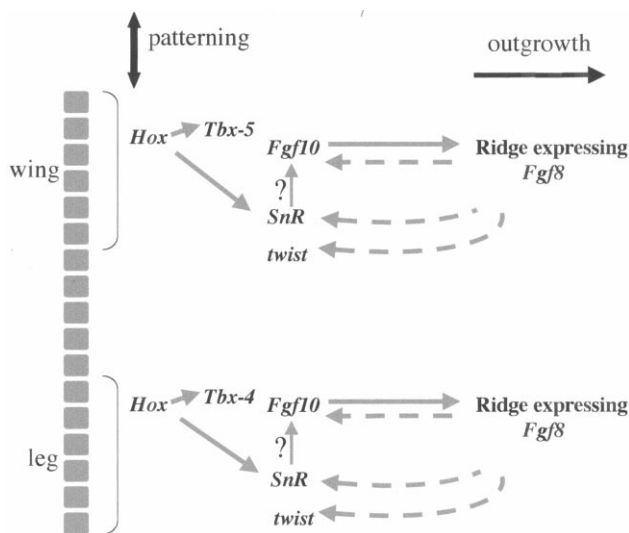 patterning
outgrowth
wing
Hox
Tbx-5
Fgf10
Ridge expressing
Fgf8
?
SnR
twist
leg
Hox
Tbx-4
Fgf10
Ridge expressing
Fgf8
?
SnR
twist